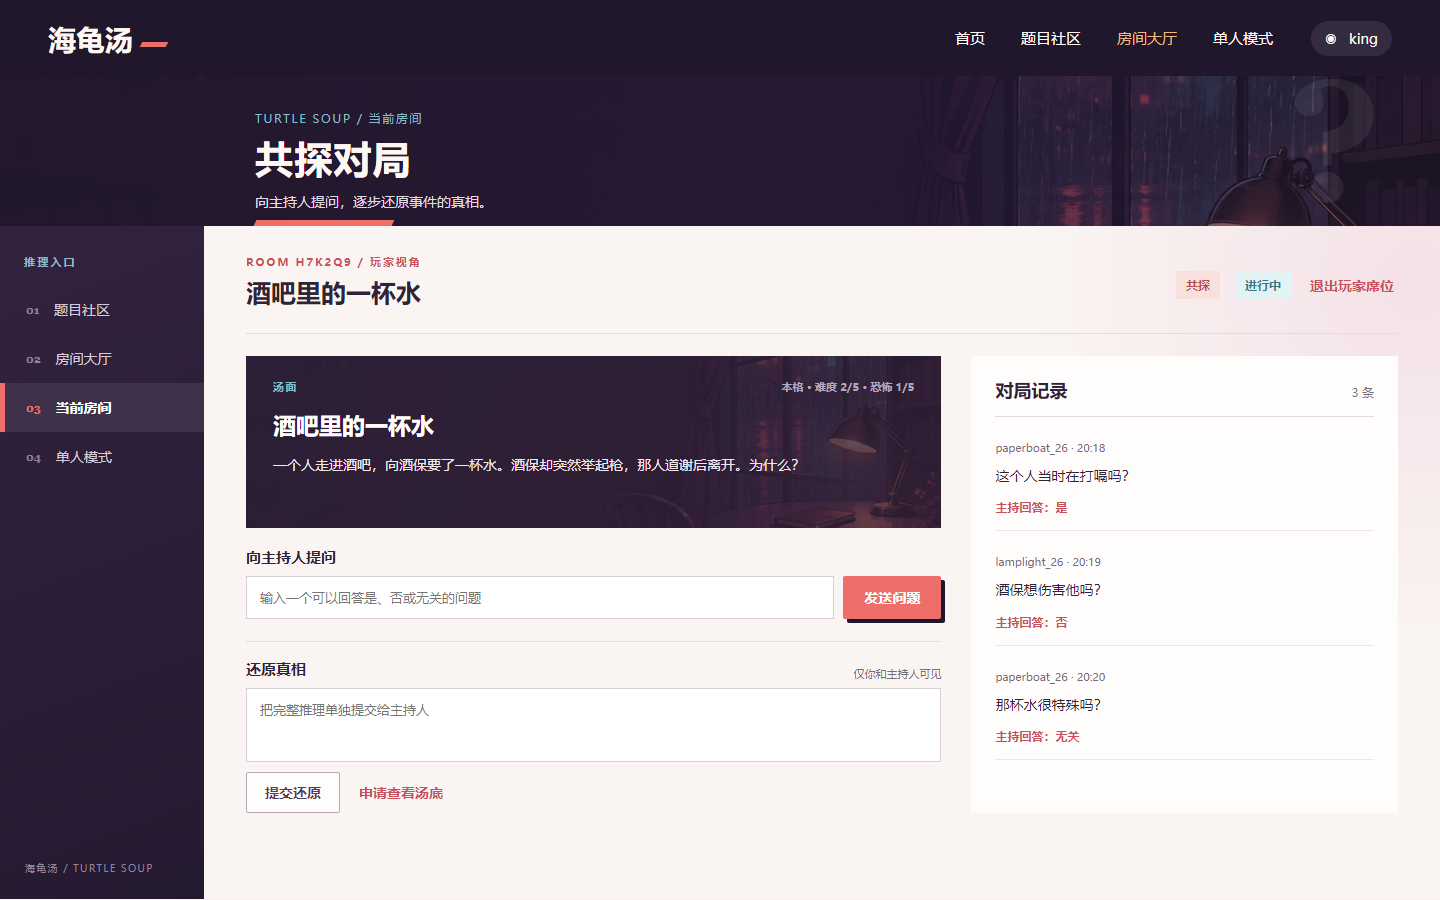 海龟汤
首页
题目社区
房间大厅
单人模式
king
TURTLE SOUP / 当前房间
共探对局
向主持人提问，逐步还原事件的真相。
?
推理入口
01 题目社区
02 房间大厅
03 当前房间
04 单人模式
海龟汤 / TURTLE SOUP
ROOM H7K2Q9 / 玩家视角
酒吧里的一杯水
共探
进行中
退出玩家席位
汤面
本格 • 难度 2/5 • 恐怖 1/5
酒吧里的一杯水
一个人走进酒吧，向酒保要了一杯水。酒保却突然举起枪，那人道谢后离开。为什么？
向主持人提问
输入一个可以回答是、否或无关的问题
发送问题
还原真相
仅你和主持人可见
把完整推理单独提交给主持人
提交还原
申请查看汤底
对局记录
3 条
paperboat_26 · 20:18
这个人当时在打嗝吗？
主持回答：是
lamplight_26 · 20:19
酒保想伤害他吗？
主持回答：否
paperboat_26 · 20:20
那杯水很特殊吗？
主持回答：无关